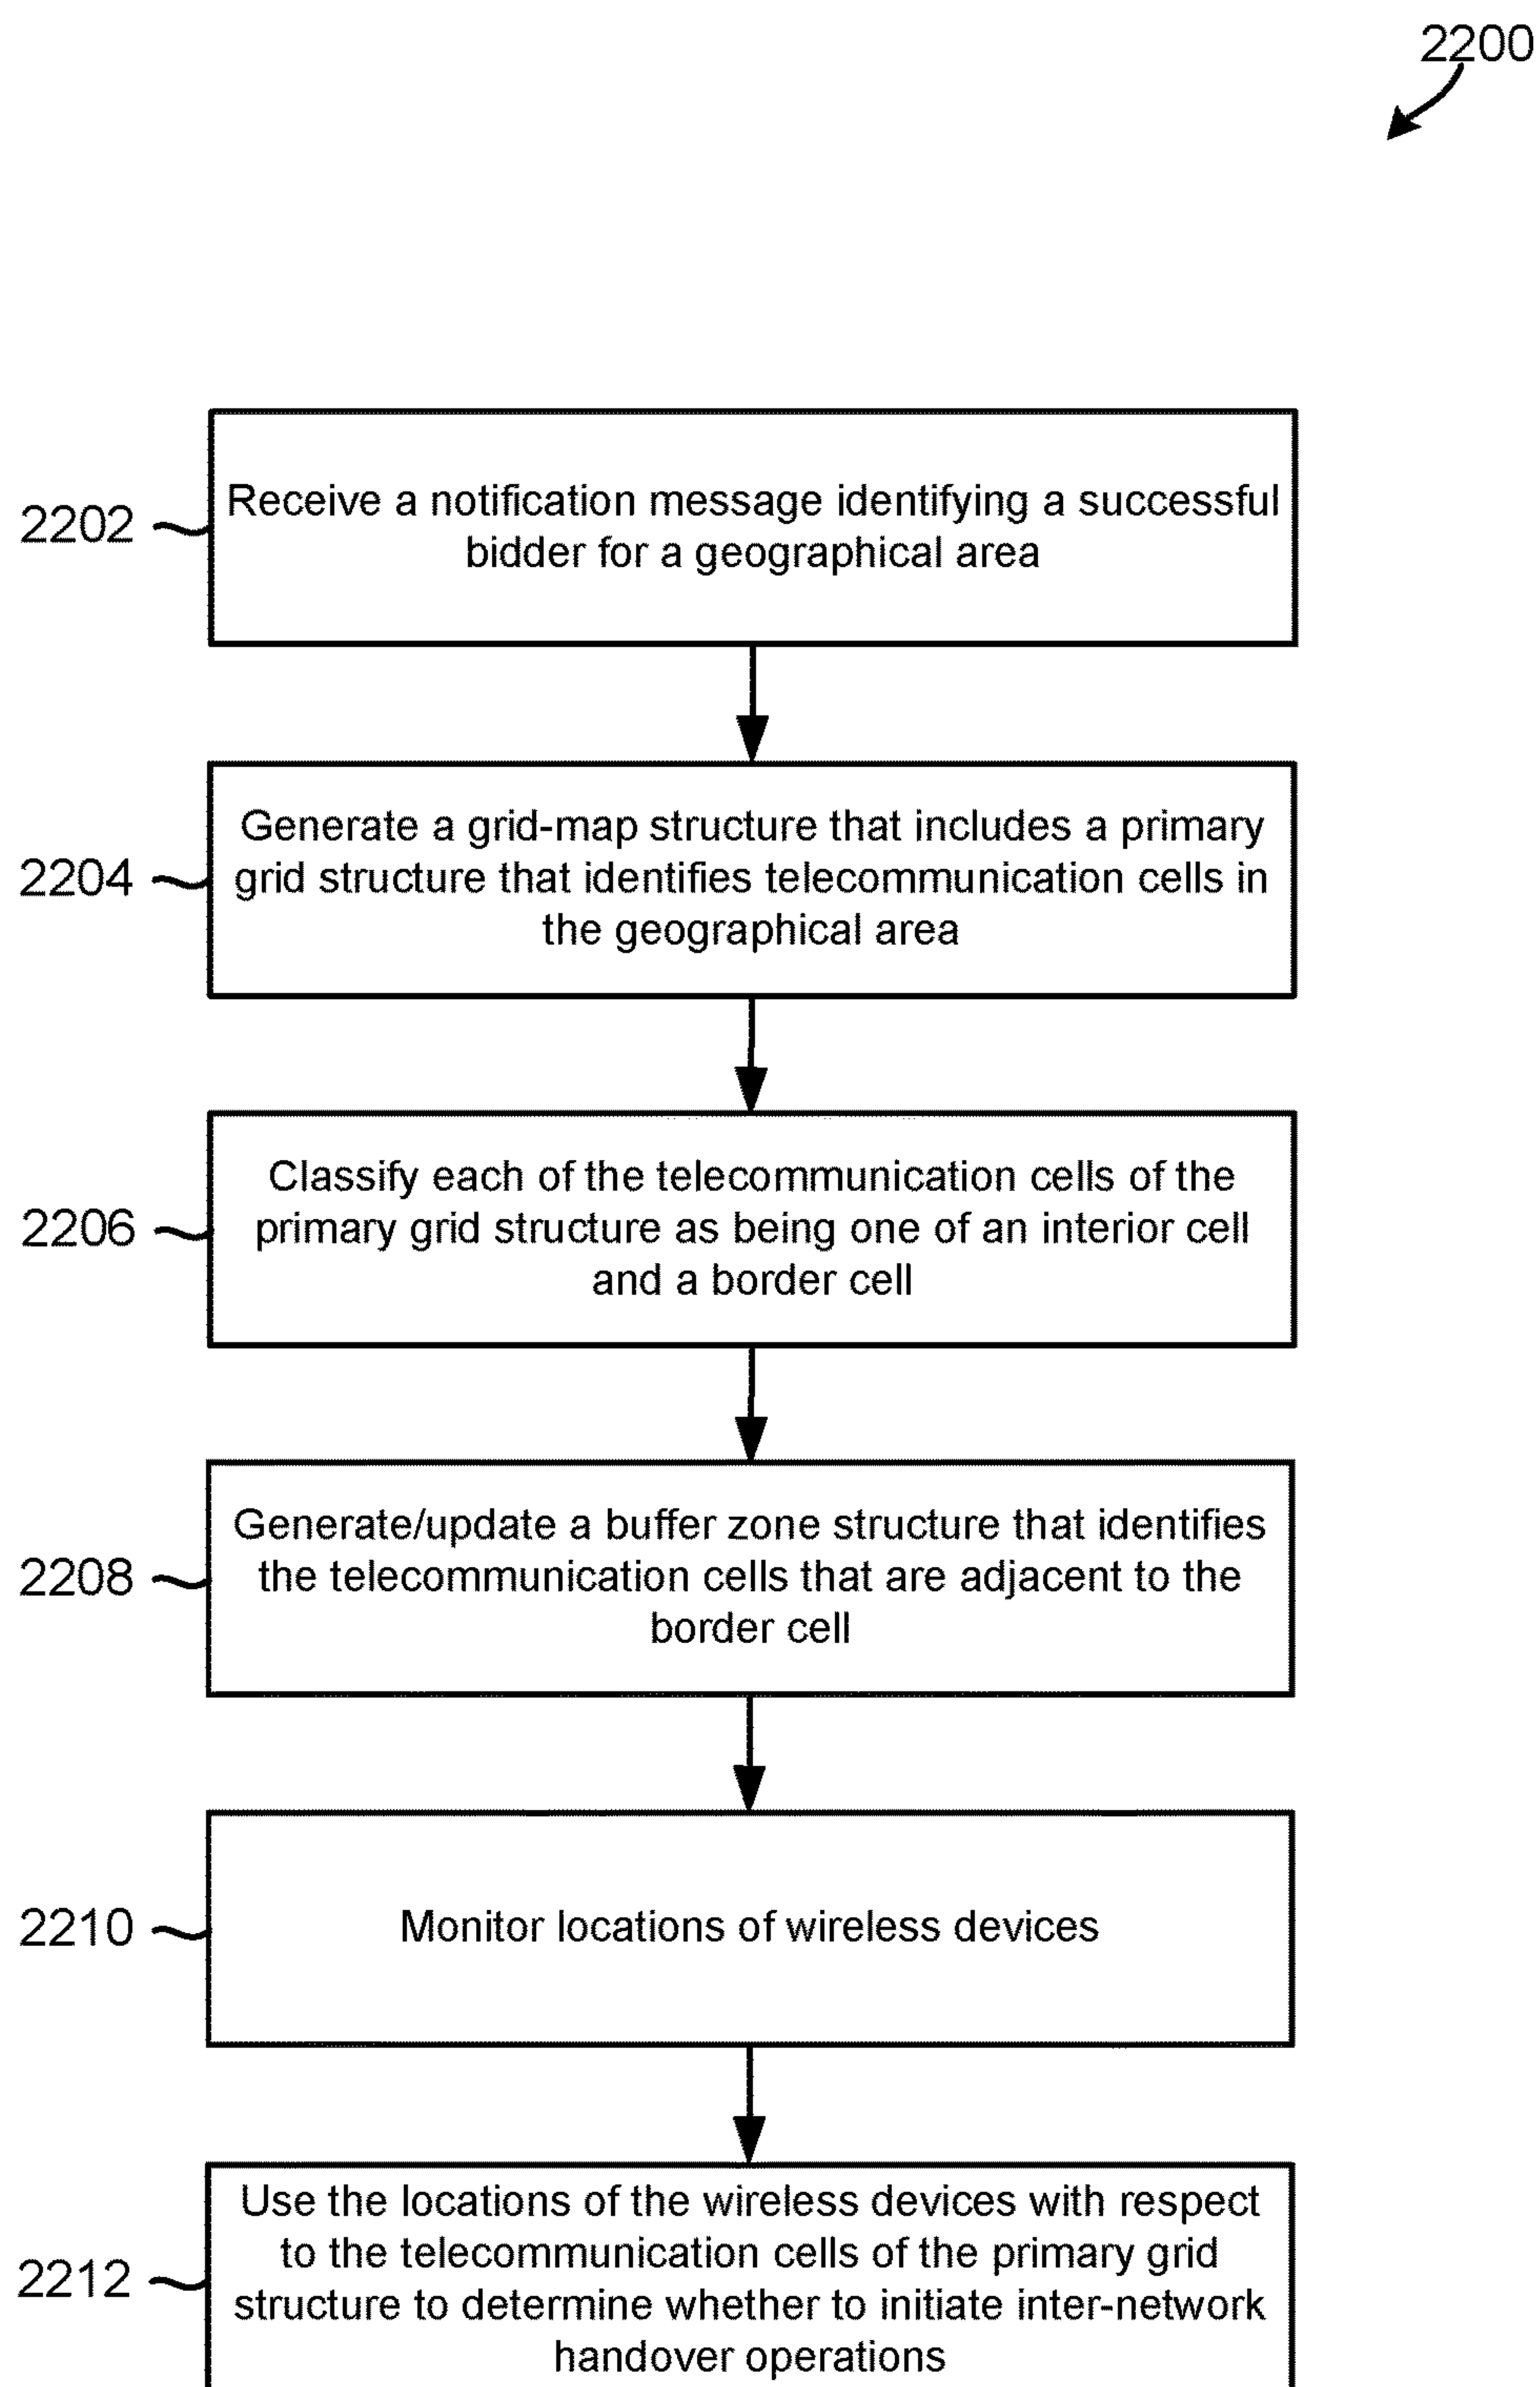 2200
2202
Receive a notification message identifying a successful
bidder for a geographical area
2204
Generate a grid-map structure that includes a primary
grid structure that identifies telecommunication cells in
the geographical area
2206
Classify each of the telecommunication cells of the
primary grid structure as being one of an interior cell
and a border cell
2208
Generate/update a buffer zone structure that identifies
the telecommunication cells that are adjacent to the
border cell
2210
Monitor locations of wireless devices
2212
Use the locations of the wireless devices with respect
to the telecommunication cells of the primary grid
structure to determine whether to initiate inter-network
handover operations